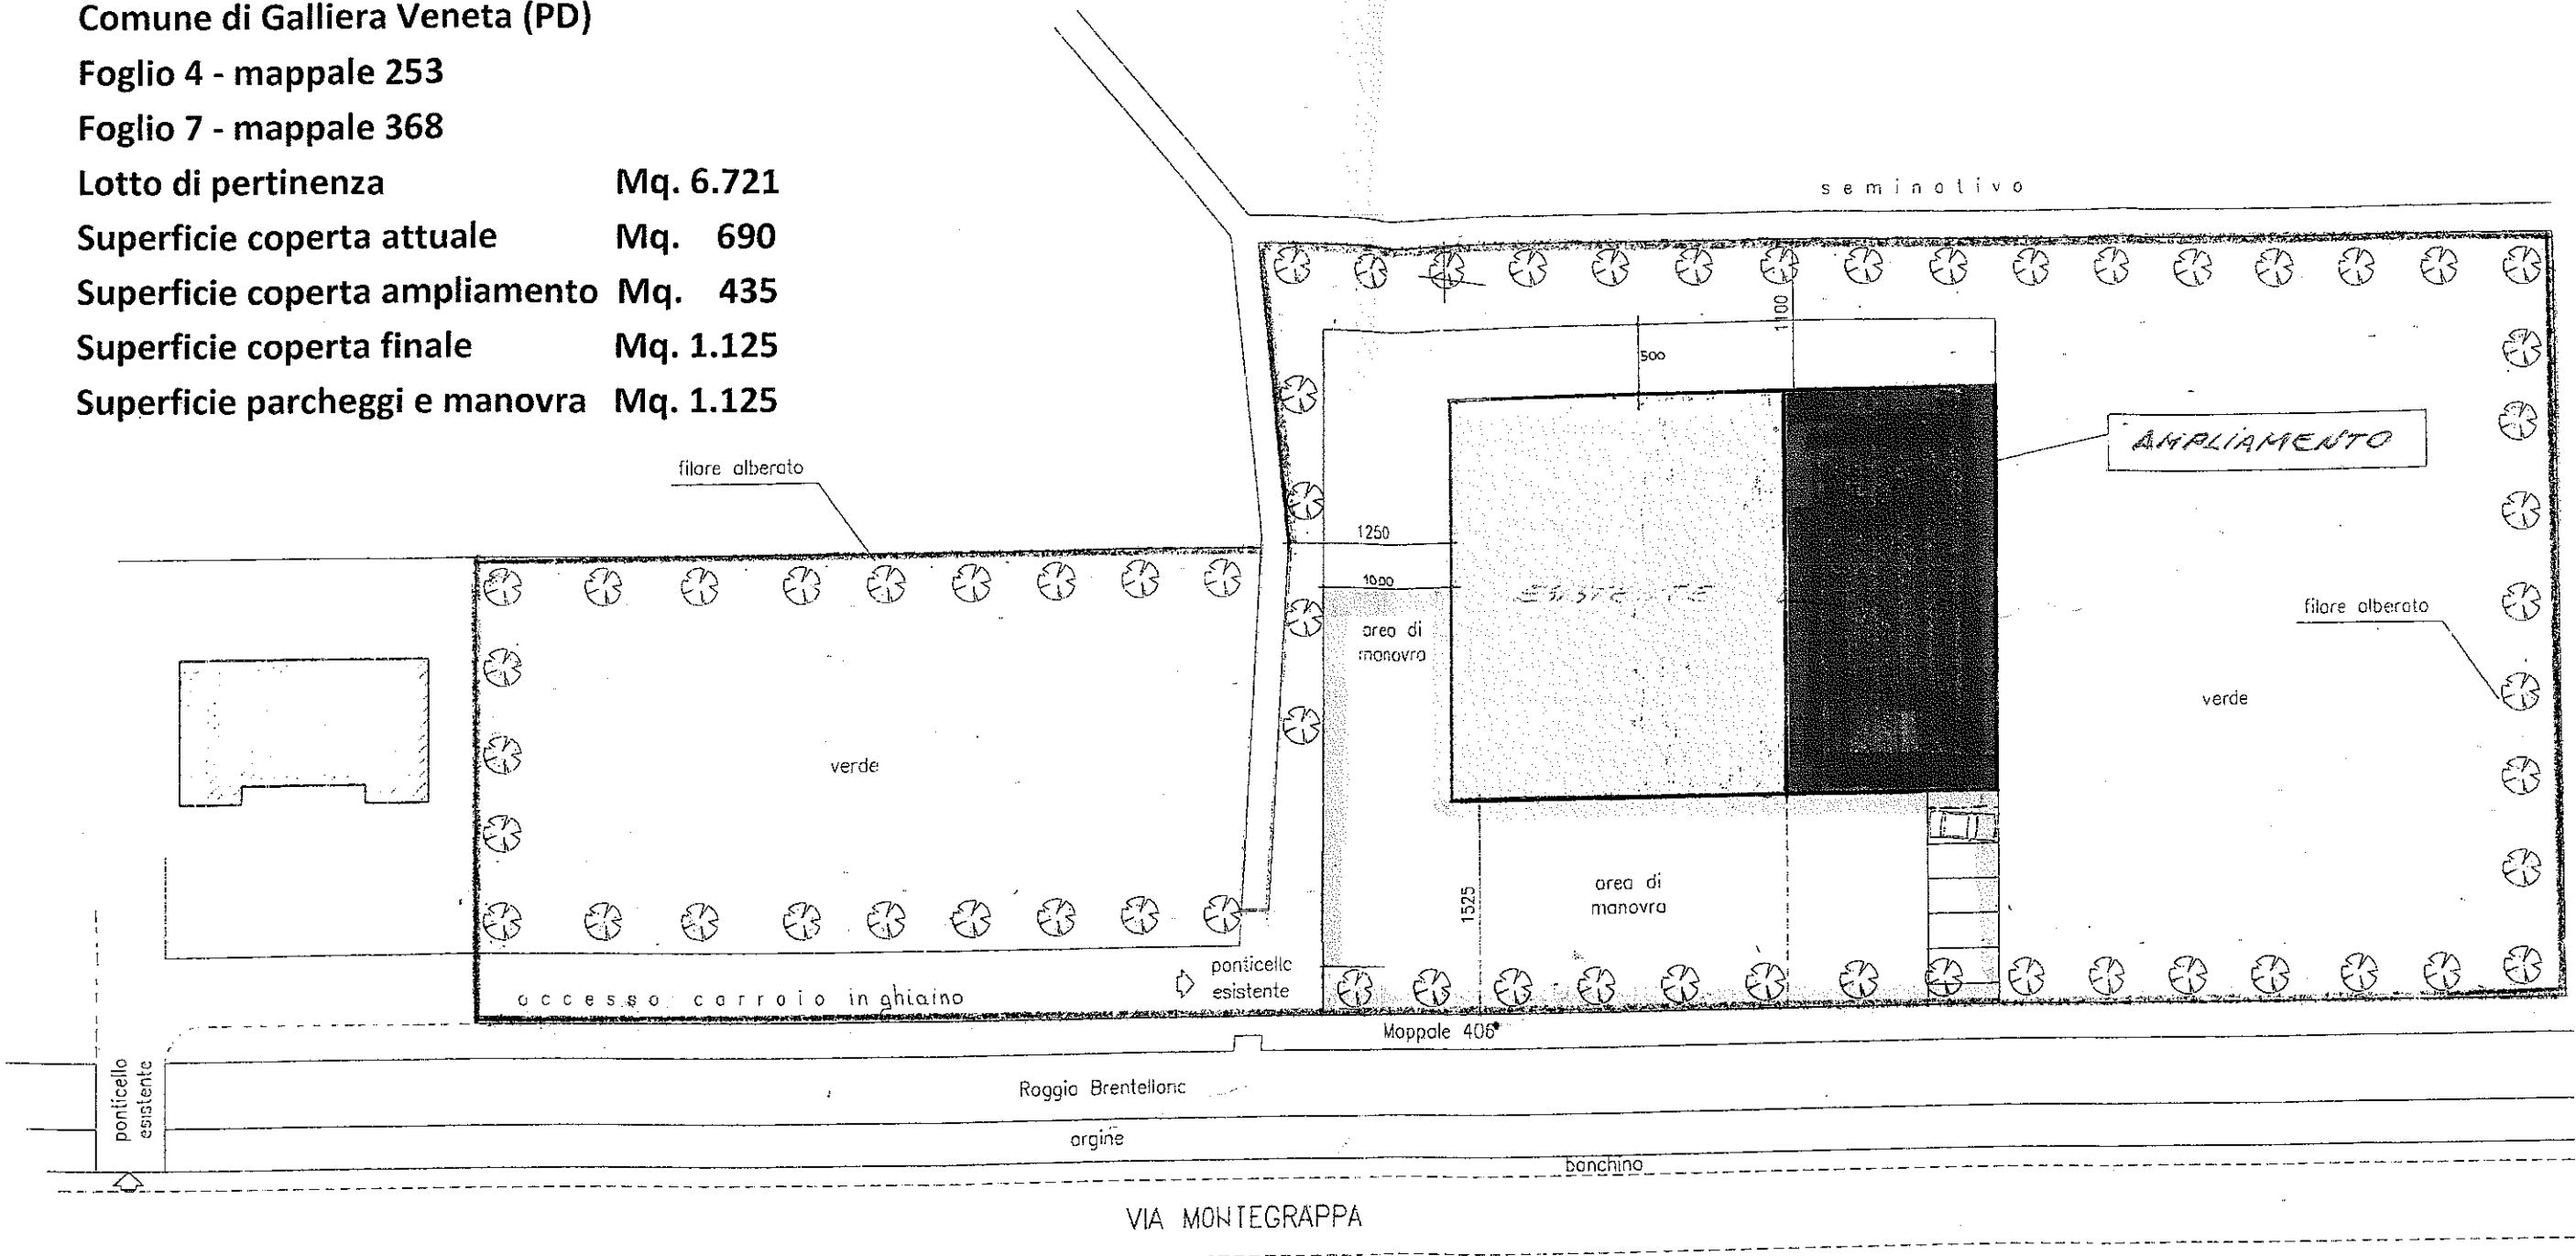 Comune di Galliera Veneta (PD)
Foglio 4 - mappale 253
Foglio 7 - mappale 368
Lotto di pertinenza Mq. 6.721
Superficie coperta attuale Mq. 690
Superficie coperta ampliamento Mq. 435
Superficie coperta finale Mq. 1.125
Superficie parcheggi e manovra Mq. 1.125
seminativo
1100
500
AMPLIAMENTO
filare alberato
1250
1000
ESISTENTE
area di
manovra
filare alberato
verde
verde
1525
area di
manovra
ponticello
esistente
accesso carraio in ghiaino
Mappale 406
ponticello
esistente
Roggia Brentellona
argine
banchina
VIA MONTEGRAPPA